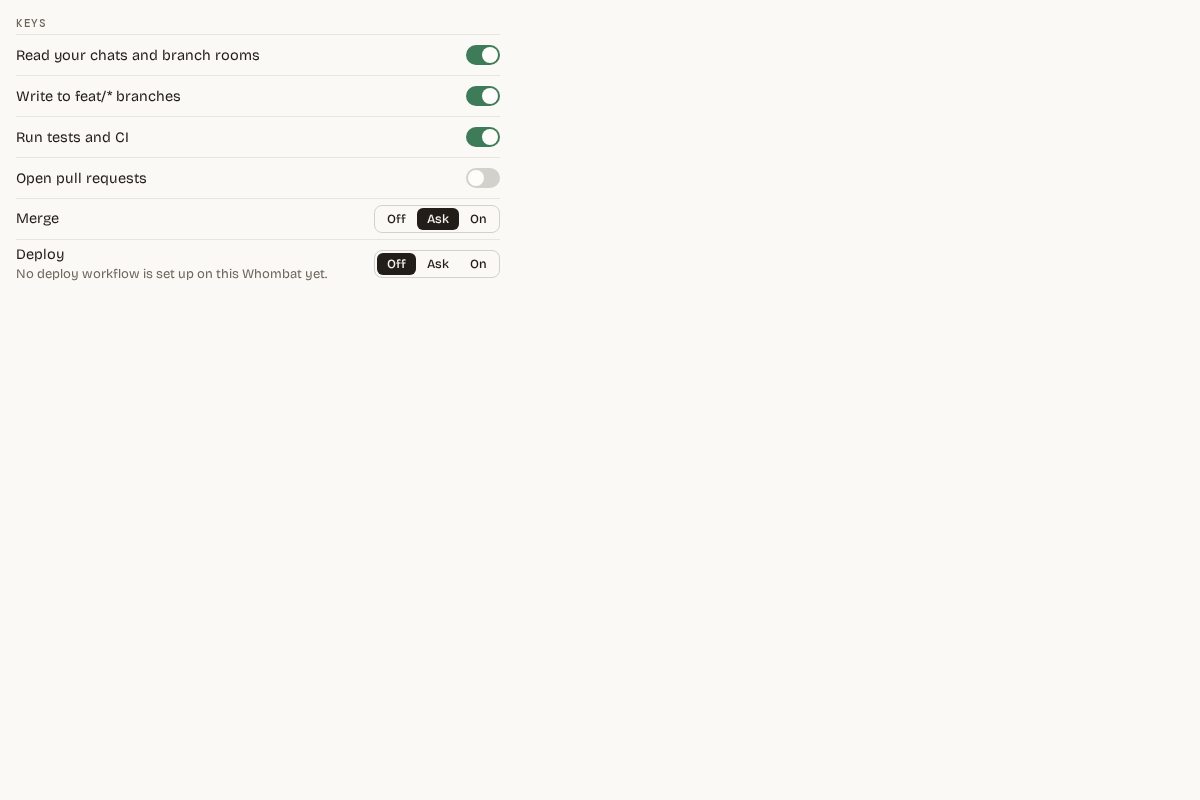 KEYS
Read your chats and branch rooms
Write to feat/* branches
Run tests and CI
Open pull requests
Merge
Off Ask On
Deploy
No deploy workflow is set up on this Whombat yet.
Off Ask On